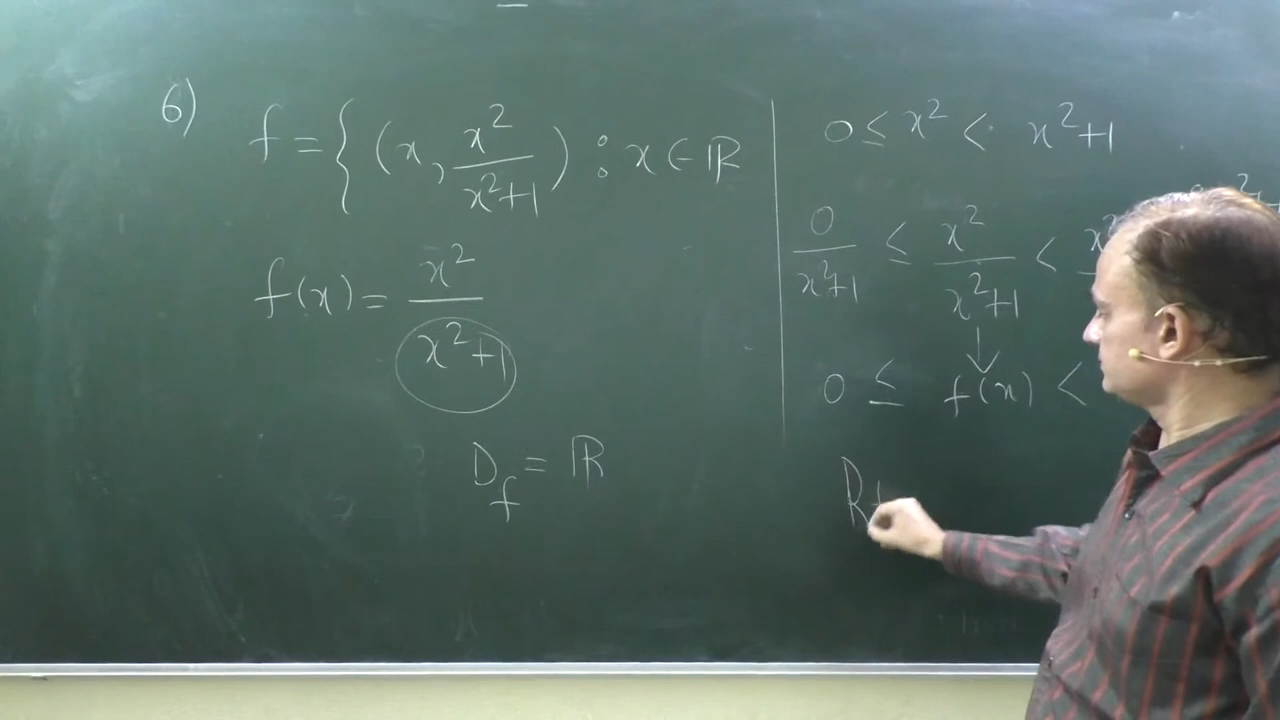 6) f = { (x, x²/x²+1) : x ∈ ℝ
f(x) = x²/x²+1
D_f = ℝ
0 ≤ x² < x²+1
0/x²+1 ≤ x²/x²+1 <
↓
0 ≤ f(x) <
R